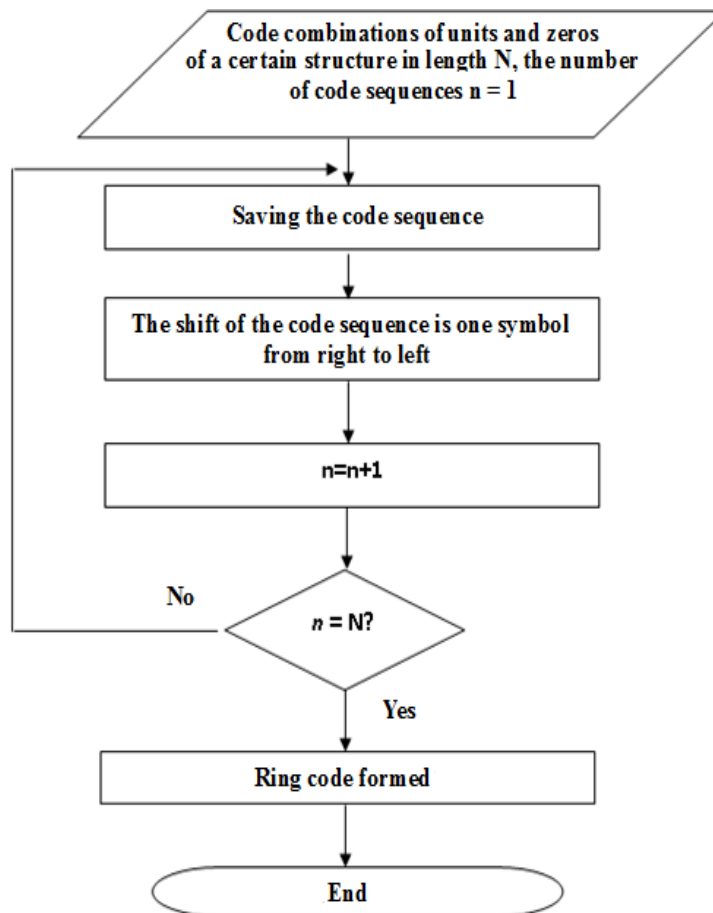 Code combinations of units and zeros
of a certain structure in length N, the number
of code sequences n = 1
Saving the code sequence
The shift of the code sequence is one symbol
from right to left
n=n+1
No
n = N?
Yes
Ring code formed
End